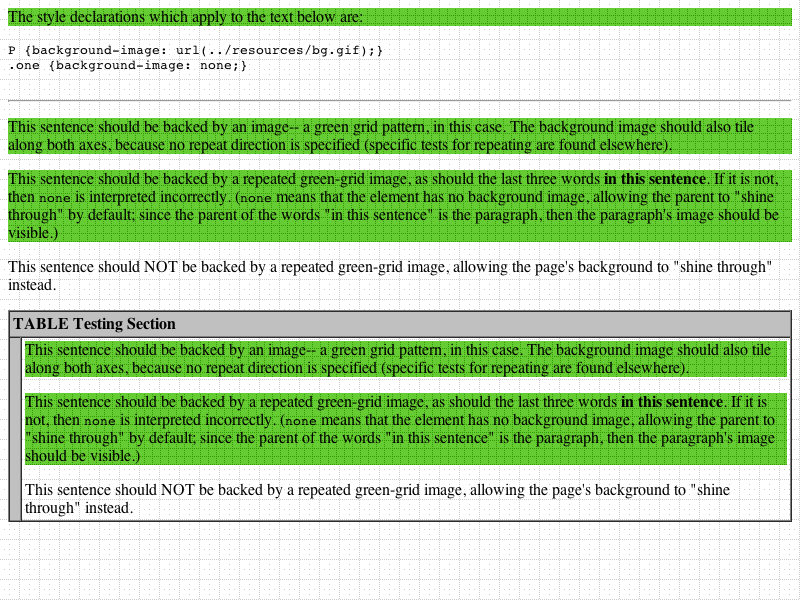 The style declarations which apply to the text below are:
P {background-image: url(../resources/bg.gif);}
.one {background-image: none;}
This sentence should be backed by an image-- a green grid pattern, in this case. The background image should also tile
along both axes, because no repeat direction is specified (specific tests for repeating are found elsewhere).
This sentence should be backed by a repeated green-grid image, as should the last three words in this sentence. If it is not,
then none is interpreted incorrectly. (none means that the element has no background image, allowing the parent to "shine
through" by default; since the parent of the words "in this sentence" is the paragraph, then the paragraph's image should be
visible.)
This sentence should NOT be backed by a repeated green-grid image, allowing the page's background to "shine through"
instead.
TABLE Testing Section
This sentence should be backed by an image-- a green grid pattern, in this case. The background image should also tile
along both axes, because no repeat direction is specified (specific tests for repeating are found elsewhere).
This sentence should be backed by a repeated green-grid image, as should the last three words in this sentence. If it is
not, then none is interpreted incorrectly. (none means that the element has no background image, allowing the parent to
"shine through" by default; since the parent of the words "in this sentence" is the paragraph, then the paragraph's image
should be visible.)
This sentence should NOT be backed by a repeated green-grid image, allowing the page's background to "shine
through" instead.